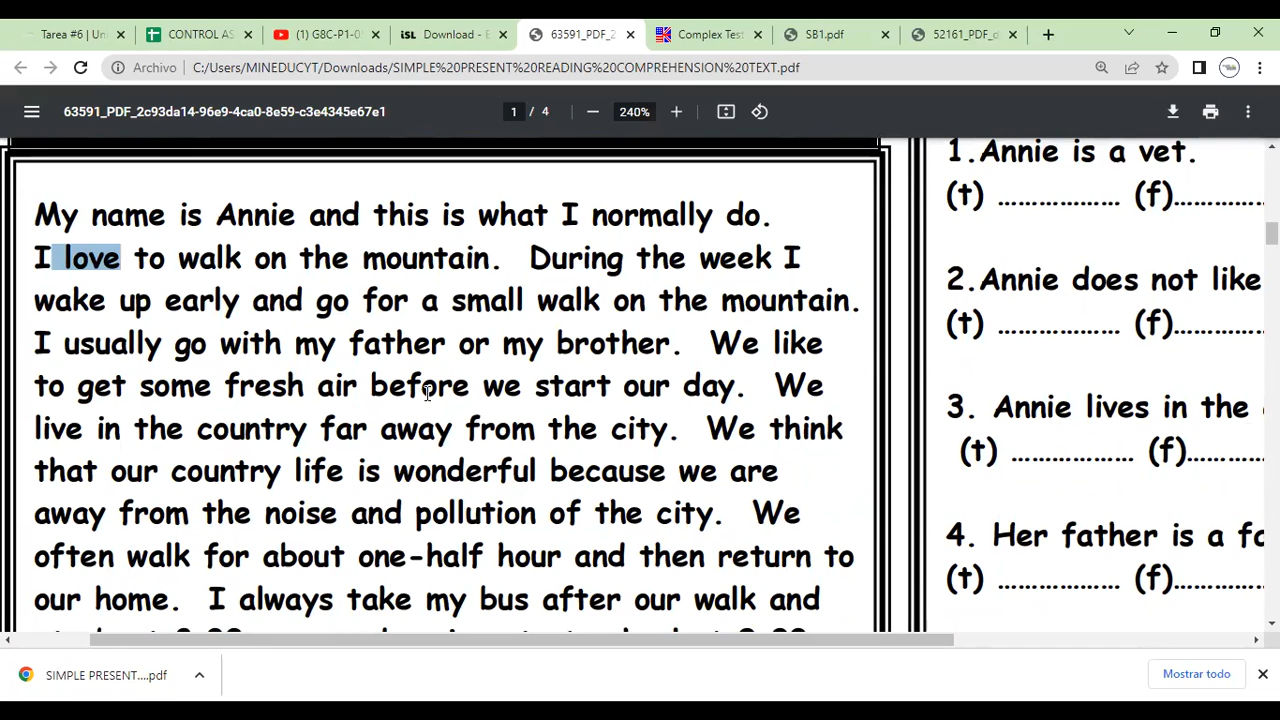 Tarea #6 | Un
CONTROL AS
(1) G8C-P1-0
iSL Download - E
63591_PDF_2
Complex Test
SB1.pdf
52161_PDF_d
Archivo C:/Users/MINEDUCYT/Downloads/SIMPLE%20PRESENT%20READING%20COMPREHENSION%20TEXT.pdf
63591_PDF_2c93da14-96e9-4ca0-8e59-c3e4345e67e1 1 / 4 240%
My name is Annie and this is what I normally do.
I love to walk on the mountain. During the week I
wake up early and go for a small walk on the mountain.
I usually go with my father or my brother. We like
to get some fresh air before we start our day. We
live in the country far away from the city. We think
that our country life is wonderful because we are
away from the noise and pollution of the city. We
often walk for about one-half hour and then return to
our home. I always take my bus after our walk and
1.Annie is a vet.
(t) .................. (f).............
2.Annie does not like
(t) .................. (f).............
3. Annie lives in the
(t) .................. (f).............
4. Her father is a fa
(t) .................. (f).............
SIMPLE PRESENT....pdf
Mostrar todo